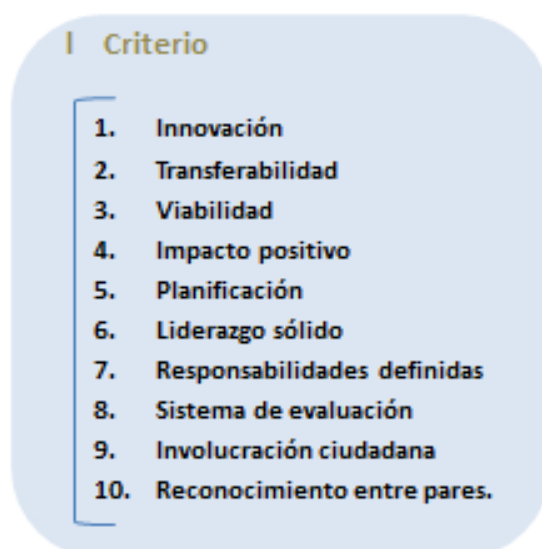 I Criterio
1. Innovación
2. Transferabilidad
3. Viabilidad
4. Impacto positivo
5. Planificación
6. Liderazgo sólido
7. Responsabilidades definidas
8. Sistema de evaluación
9. Involucración ciudadana
10. Reconocimiento entre pares.